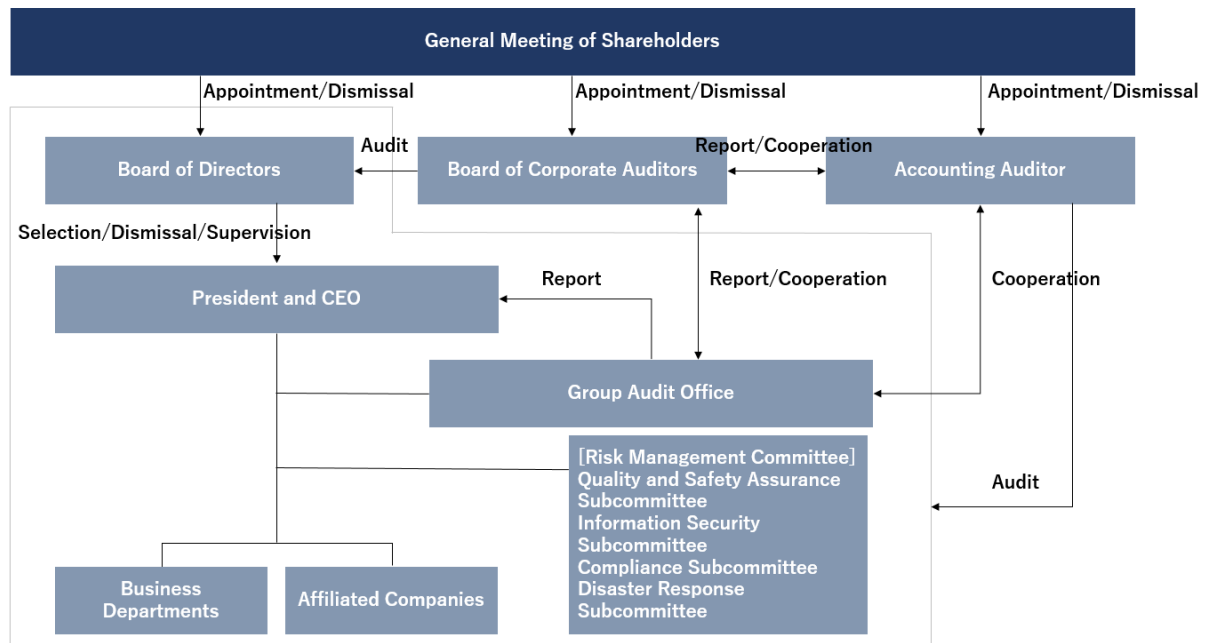 General Meeting of Shareholders
Appointment/Dismissal
Appointment/Dismissal
Appointment/Dismissal
Board of Directors
Audit
Board of Corporate Auditors
Report/Cooperation
Accounting Auditor
Selection/Dismissal/Supervision
President and CEO
Report
Report/Cooperation
Cooperation
Group Audit Office
[Risk Management Committee]
Quality and Safety Assurance
Subcommittee
Information Security
Subcommittee
Compliance Subcommittee
Disaster Response
Subcommittee
Audit
Business
Departments
Affiliated Companies